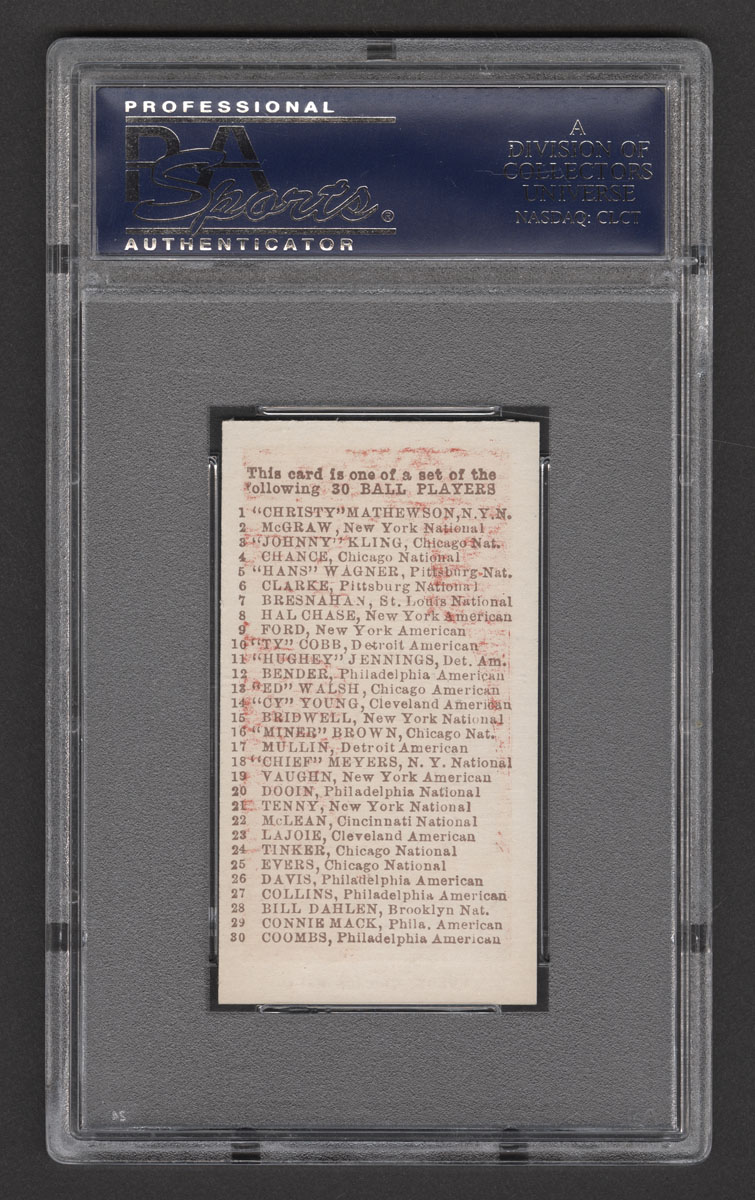 PROFESSIONAL
PSA
Sports®
AUTHENTICATOR
A
DIVISION OF
COLLECTORS
UNIVERSE
NASDAQ: CLCT
This card is one of a set of the
ollowing 30 BALL PLAYERS
1 "CHRISTY" MATHEWSON, N.Y.N.
2 McGRAW, New York National
3 "JOHNNY" KLING, Chicago Nat.
4 CHANCE, Chicago National
5 "HANS" WAGNER, Pittsburg Nat.
6 CLARKE, Pittsburg National
7 BRESNAHAN, St. Louis National
8 HAL CHASE, New York American
9 FORD, New York American
10 "TY" COBB, Detroit American
11 "HUGHEY" JENNINGS, Det. Am.
12 BENDER, Philadelphia American
13 "ED" WALSH, Chicago American
14 "CY" YOUNG, Cleveland American
15 BRIDWELL, New York National
16 "MINER" BROWN, Chicago Nat.
17 MULLIN, Detroit American
18 "CHIEF" MEYERS, N. Y. National
19 VAUGHN, New York American
20 DOOIN, Philadelphia National
21 TENNY, New York National
22 McLEAN, Cincinnati National
23 LAJOIE, Cleveland American
24 TINKER, Chicago National
25 EVERS, Chicago National
26 DAVIS, Philadelphia American
27 COLLINS, Philadelphia American
28 BILL DAHLEN, Brooklyn Nat.
29 CONNIE MACK, Phila. American
30 COOMBS, Philadelphia American